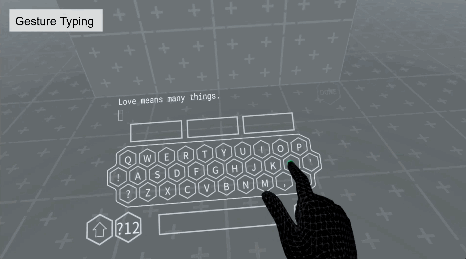 Gesture Typing
Love means many things.
Q W E R T Y U I O P
! A S D F G H J K '
? Z X C V B N M ,
?12